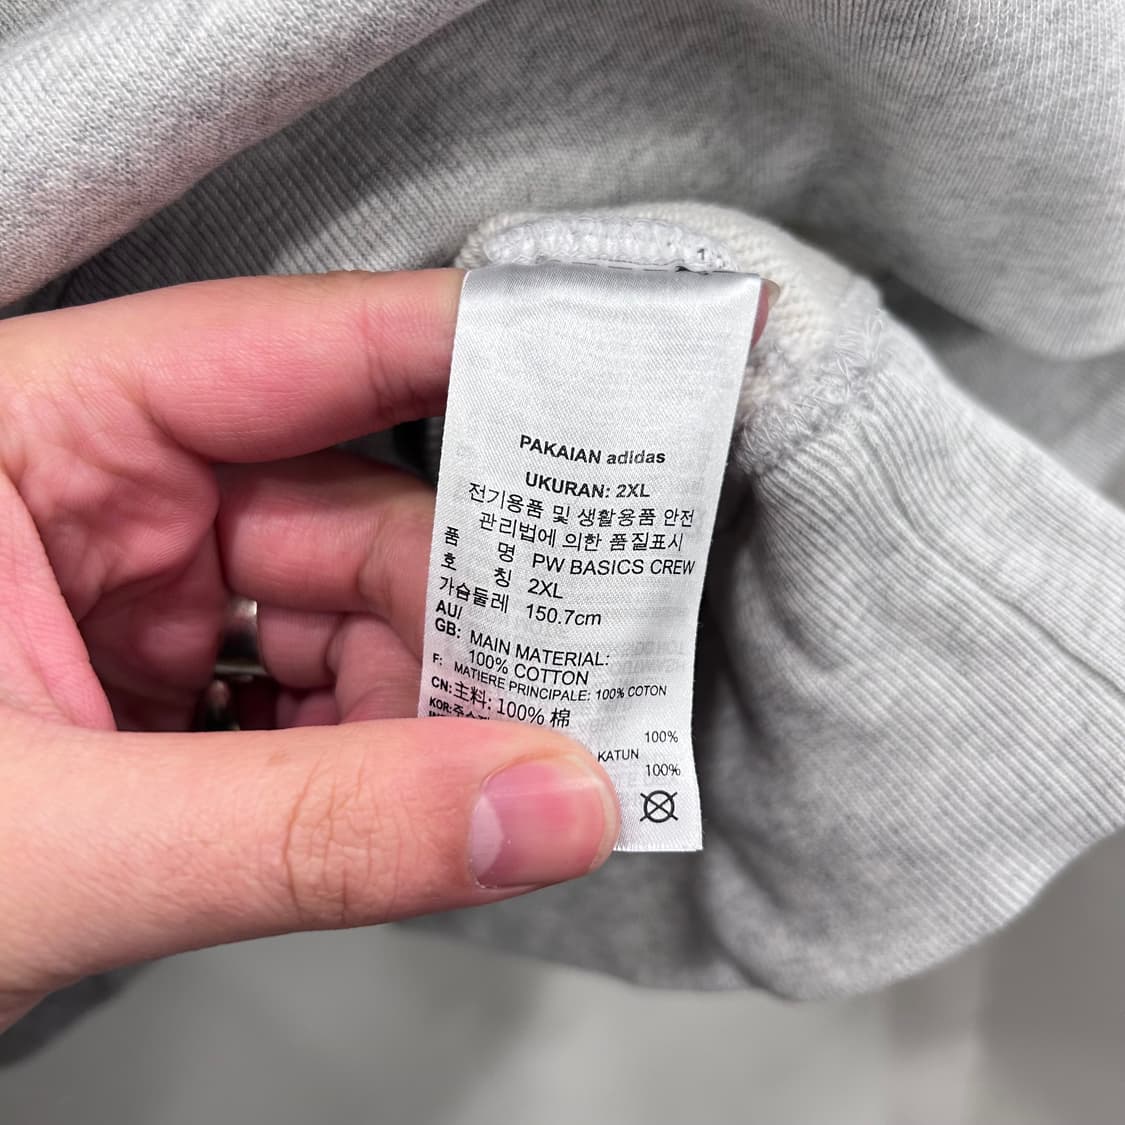 PAKAIAN adidas
UKURAN: 2XL
전기용품 및 생활용품 안전
관리법에 의한 품질표시
품 명 PW BASICS CREW
호 칭 2XL
가슴둘레 150.7cm
AU/
GB: MAIN MATERIAL:
100% COTTON
F: MATIERE PRINCIPALE: 100% COTON
CN:主料: 100% 棉
KOR:
100%
KATUN
100%